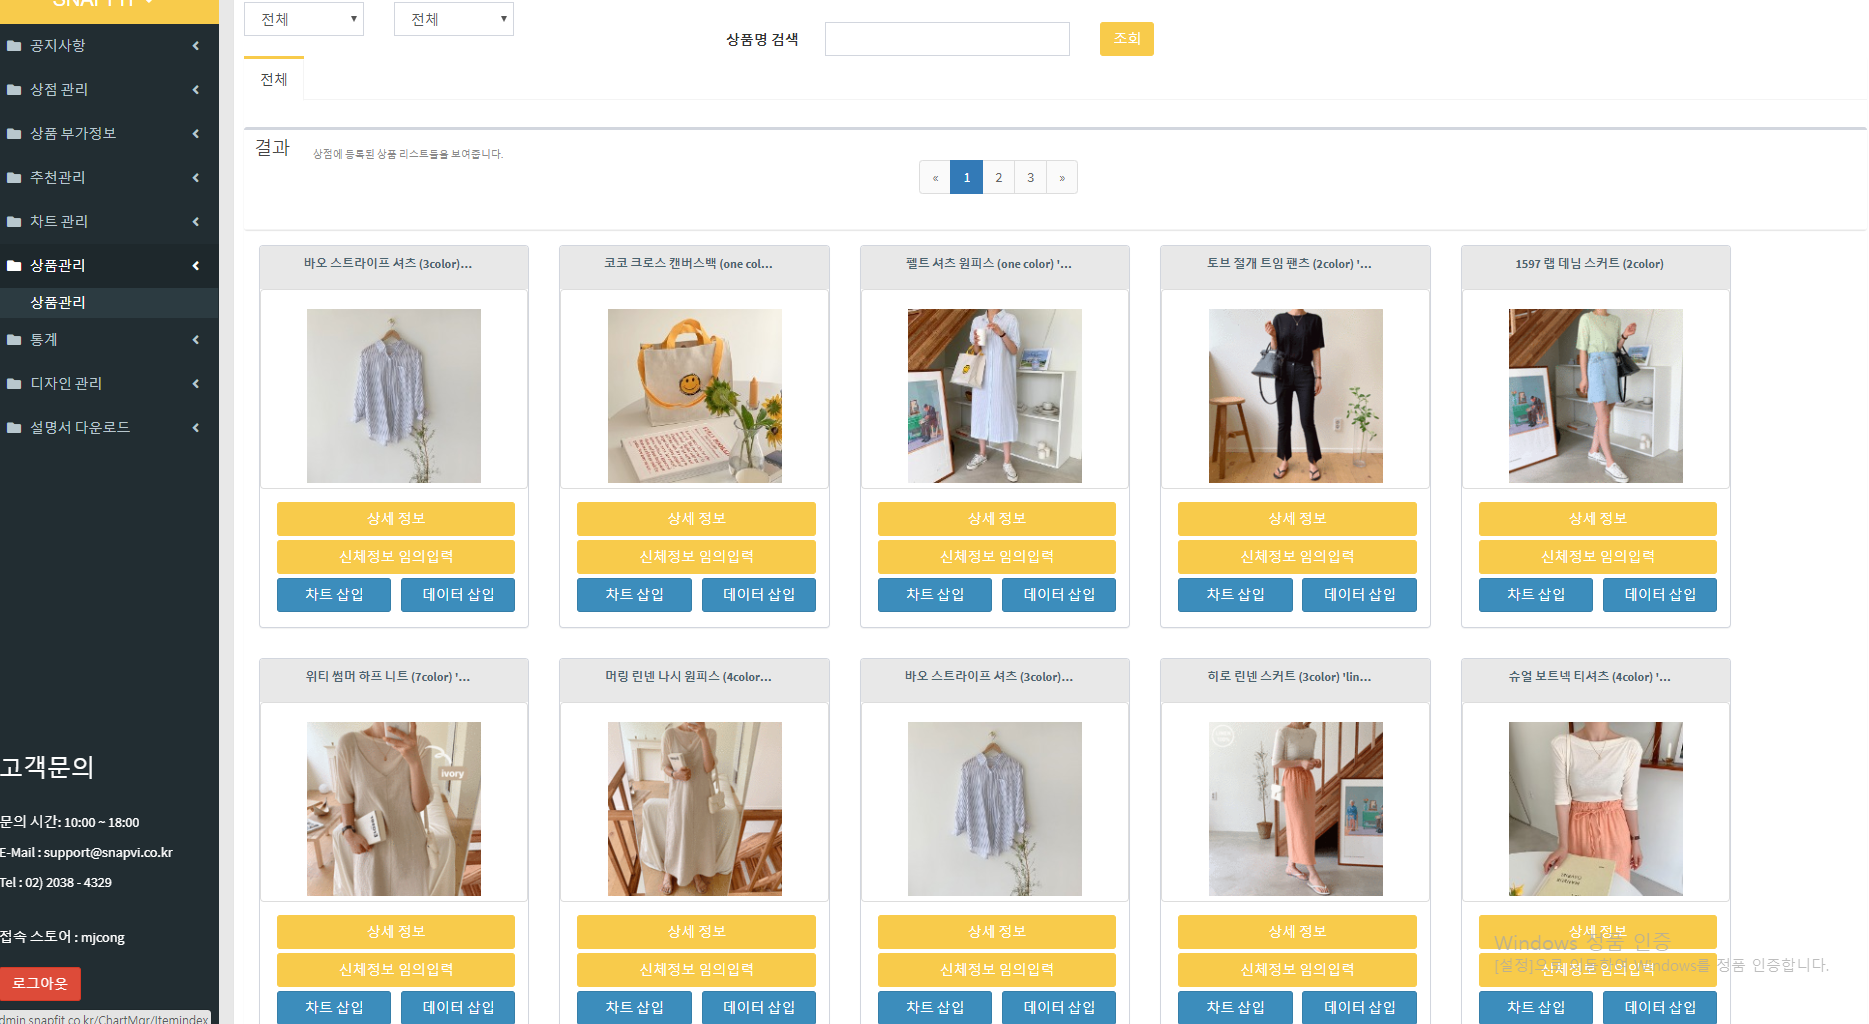 SNAPFIT
공지사항
상점 관리
상품 부가정보
추천관리
차트 관리
상품관리
상품관리
통계
디자인 관리
설명서 다운로드
고객문의
문의 시간: 10:00 ~ 18:00
E-Mail : support@snapvi.co.kr
Tel : 02) 2038 - 4329
접속 스토어 : mjcong
로그아웃
dmin.snapfit.co.kr/ChartMgr/Itemindex
전체 전체
상품명 검색 조회
전체
결과 상점에 등록된 상품 리스트들을 보여줍니다.
« 1 2 3 »
바오 스트라이프 셔츠 (3color)... 코코 크로스 캔버스백 (one col... 펠트 셔츠 원피스 (one color) '... 토브 절개 트임 팬츠 (2color) '... 1597 랩 데님 스커트 (2color)
상세 정보 상세 정보 상세 정보 상세 정보 상세 정보
신체정보 임의입력 신체정보 임의입력 신체정보 임의입력 신체정보 임의입력 신체정보 임의입력
차트 삽입 데이터 삽입 차트 삽입 데이터 삽입 차트 삽입 데이터 삽입 차트 삽입 데이터 삽입 차트 삽입 데이터 삽입
위티 썸머 하프 니트 (7color) '... 머링 린넨 나시 원피스 (4color... 바오 스트라이프 셔츠 (3color)... 히로 린넨 스커트 (3color) 'lin... 슈얼 보트넥 티셔츠 (4color) '...
ivory
상세 정보 상세 정보 상세 정보 상세 정보 상세 정보
신체정보 임의입력 신체정보 임의입력 신체정보 임의입력 신체정보 임의입력 신체정보 임의입력
차트 삽입 데이터 삽입 차트 삽입 데이터 삽입 차트 삽입 데이터 삽입 차트 삽입 데이터 삽입 차트 삽입 데이터 삽입
Windows 정품 인증
[설정]으로 이동하여 Windows를 정품 인증합니다.